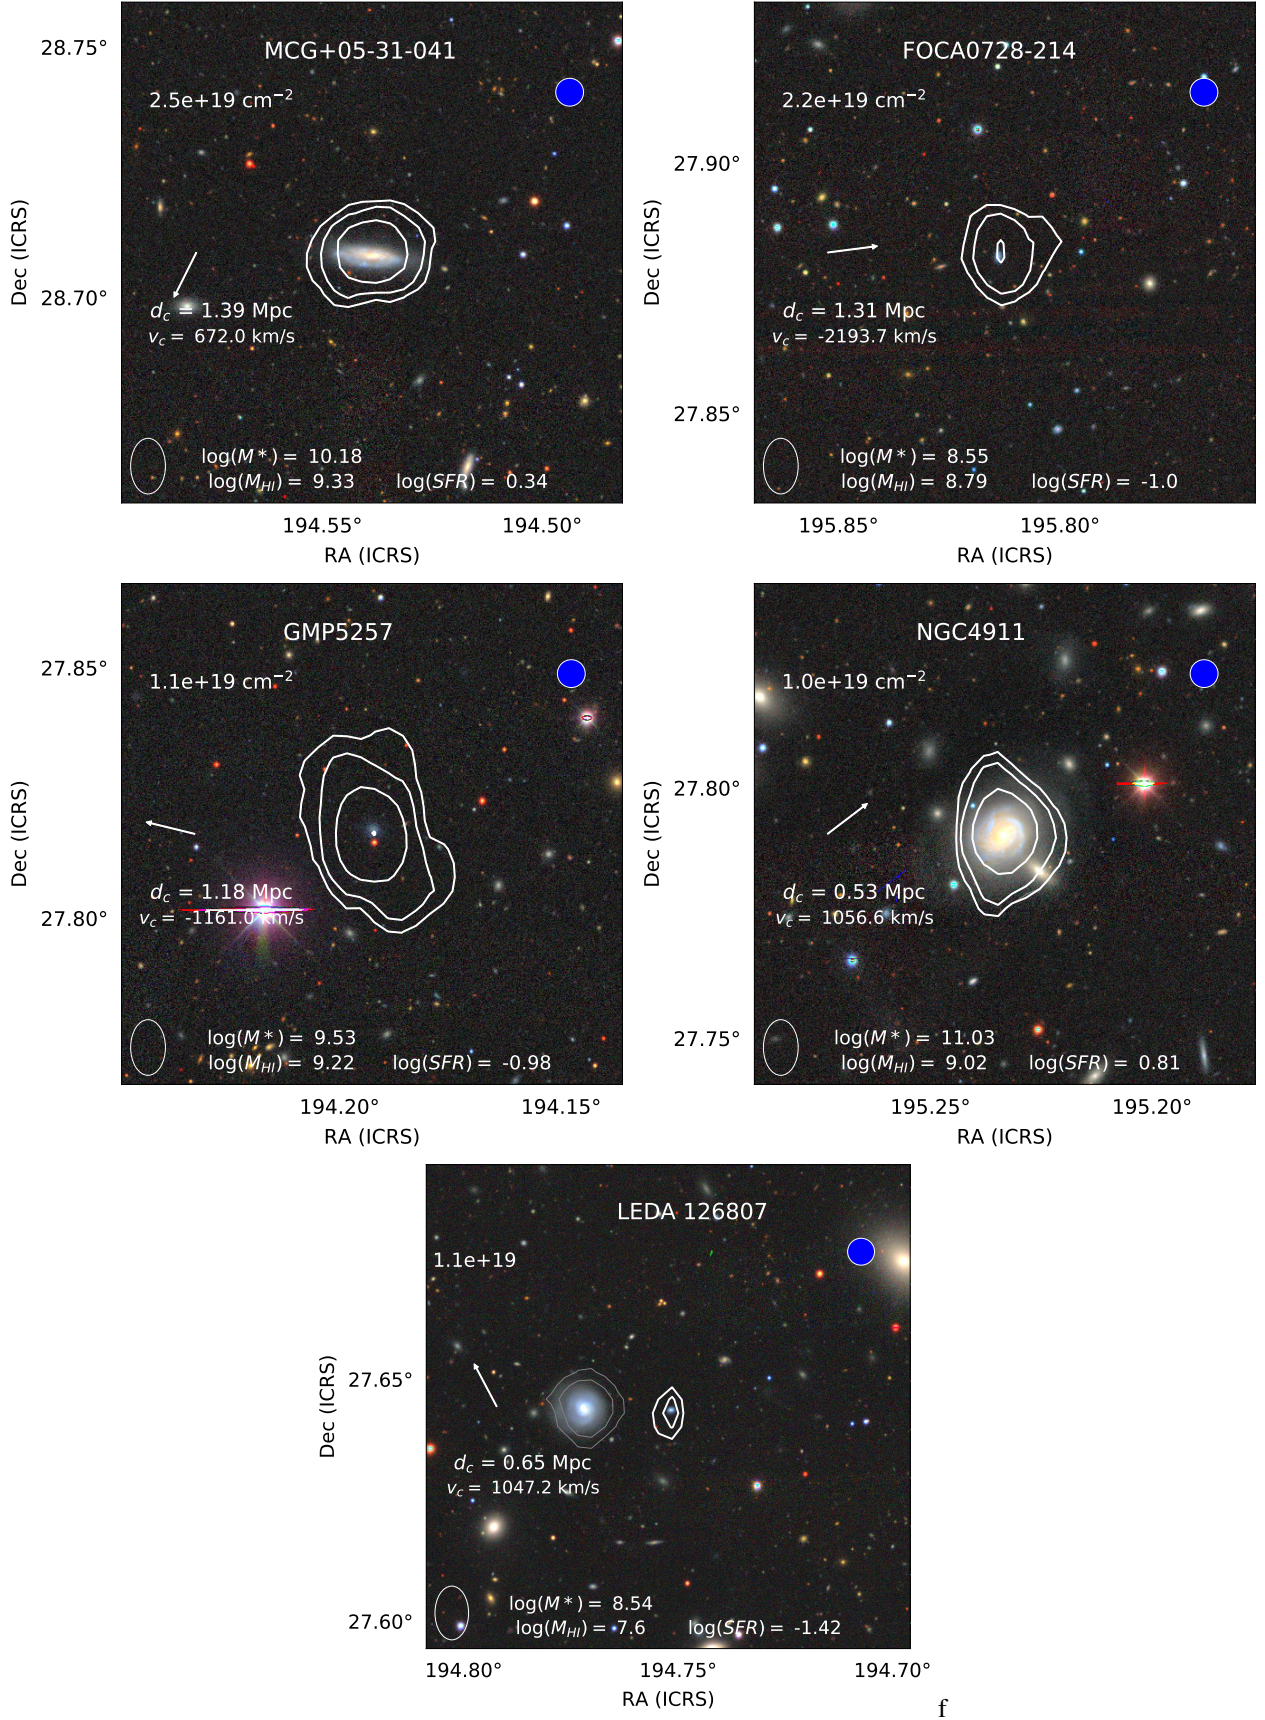 MCG+05-31-041
2.5e+19 cm⁻²
28.75°
28.70°
Dec (ICRS)
d_c = 1.39 Mpc
v_c = 672.0 km/s
log(M*) = 10.18
log(M_HI) = 9.33 log(SFR) = 0.34
194.55° 194.50°
RA (ICRS)
FOCA0728-214
2.2e+19 cm⁻²
27.90°
27.85°
Dec (ICRS)
d_c = 1.31 Mpc
v_c = -2193.7 km/s
log(M*) = 8.55
log(M_HI) = 8.79 log(SFR) = -1.0
195.85° 195.80°
RA (ICRS)
GMP5257
1.1e+19 cm⁻²
27.85°
27.80°
Dec (ICRS)
d_c = 1.18 Mpc
v_c = -1161.0 km/s
log(M*) = 9.53
log(M_HI) = 9.22 log(SFR) = -0.98
194.20° 194.15°
RA (ICRS)
NGC4911
1.0e+19 cm⁻²
27.80°
27.75°
Dec (ICRS)
d_c = 0.53 Mpc
v_c = 1056.6 km/s
log(M*) = 11.03
log(M_HI) = 9.02 log(SFR) = 0.81
195.25° 195.20°
RA (ICRS)
LEDA 126807
1.1e+19
27.65°
27.60°
Dec (ICRS)
d_c = 0.65 Mpc
v_c = 1047.2 km/s
log(M*) = 8.54
log(M_HI) = 7.6 log(SFR) = -1.42
194.80° 194.75° 194.70°
RA (ICRS)
f